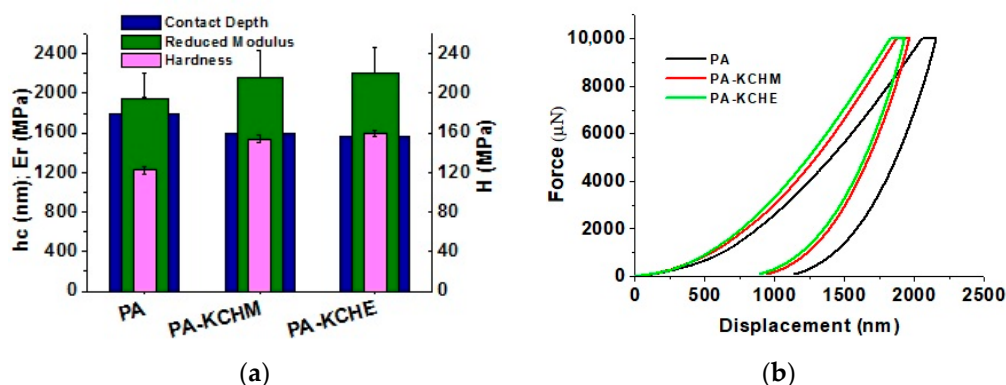 Contact Depth
Reduced Modulus
Hardness
hc (nm); Er (MPa)
2400
2000
1600
1200
800
400
0
H (MPa)
240
200
160
120
80
40
0
PA
PA-KCHM
PA-KCHE
(a)
Force (µN)
10,000
8000
6000
4000
2000
0
PA
PA-KCHM
PA-KCHE
0 500 1000 1500 2000 2500
Displacement (nm)
(b)